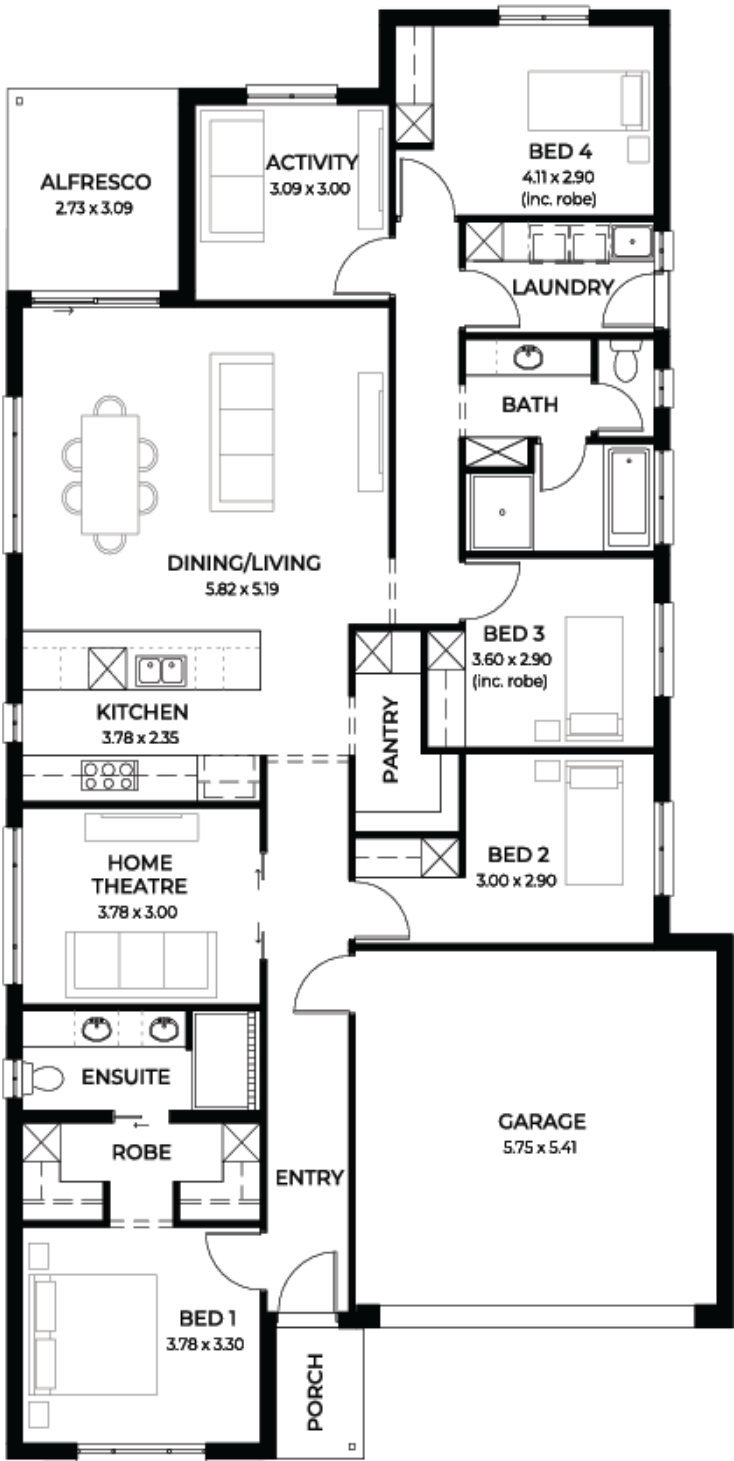 BED 4
4.11 x 2.90
(inc. robe)
ACTIVITY
3.09 x 3.00
ALFRESCO
2.73 x 3.09
LAUNDRY
BATH
DINING/LIVING
5.82 x 5.19
BED 3
3.60 x 2.90
(inc. robe)
KITCHEN
3.78 x 2.35
PANTRY
HOME
THEATRE
3.78 x 3.00
BED 2
3.00 x 2.90
ENSUITE
ROBE
ENTRY
GARAGE
5.75 x 5.41
BED 1
3.78 x 3.30
PORCH